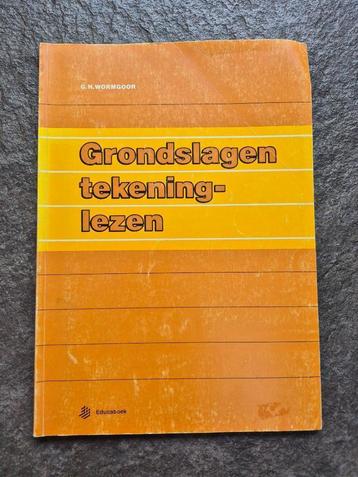 G.H.WORMGOOR
Grondslagen
tekening-
lezen
Educaboek